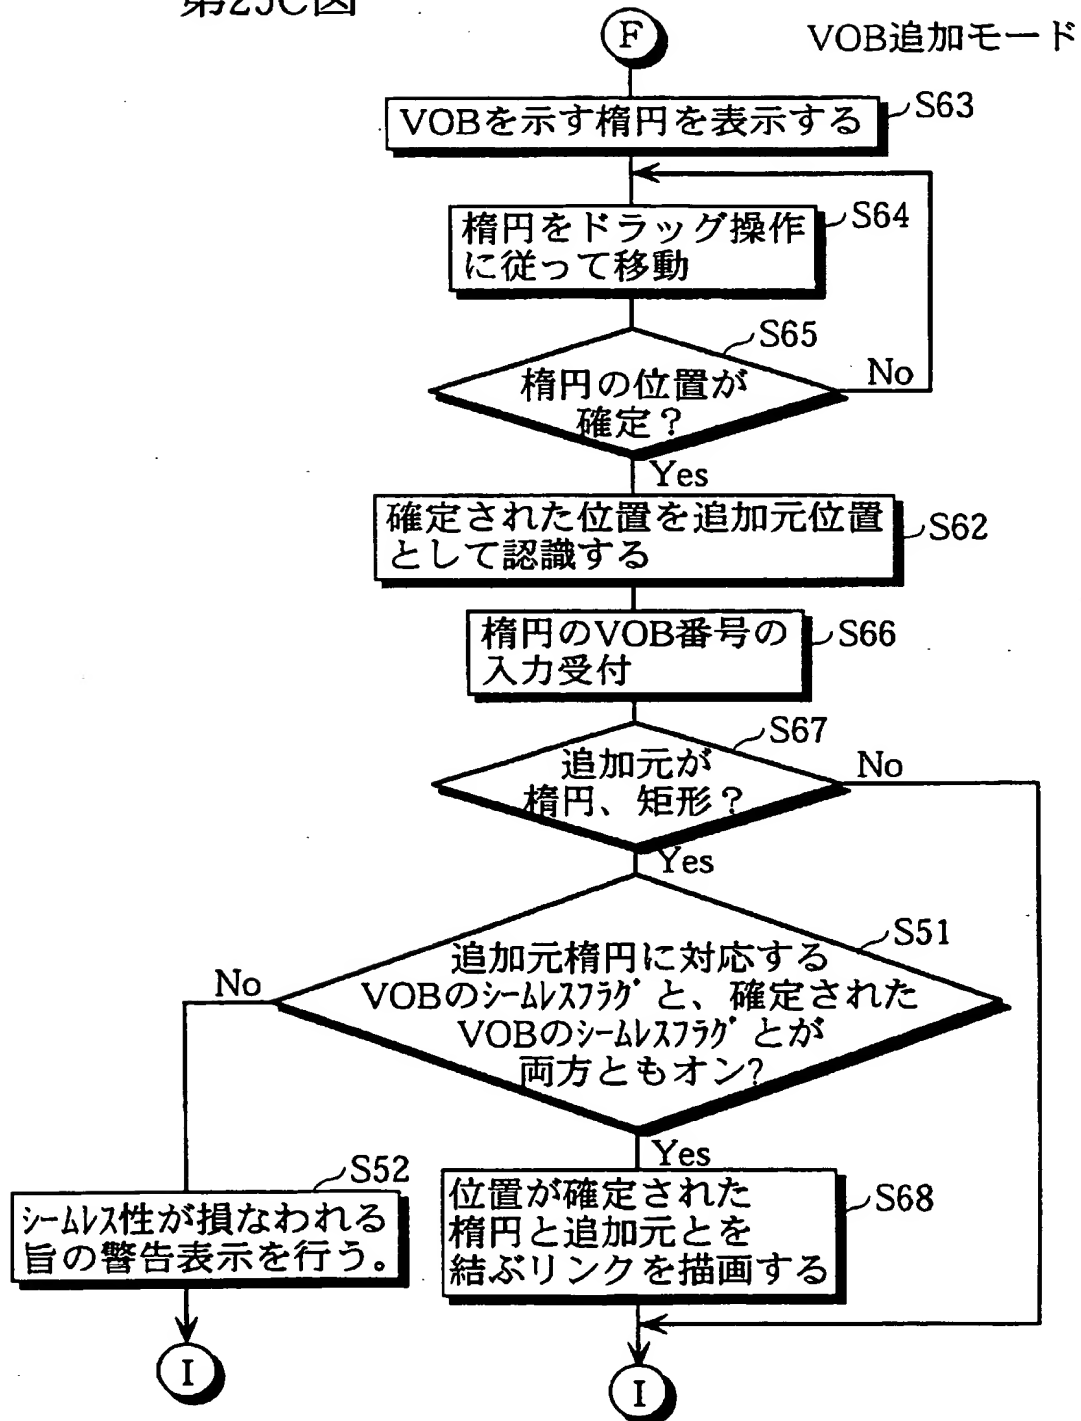 第25C図
F
VOB追加モード
VOBを示す楕円を表示する
S63
楕円をドラッグ操作
に従って移動
S64
楕円の位置が
確定？
S65
No
Yes
確定された位置を追加元位置
として認識する
S62
楕円のVOB番号の
入力受付
S66
追加元が
楕円、矩形？
S67
No
Yes
追加元楕円に対応する
VOBのｼｰﾑﾚｽﾌﾗｸﾞと、確定された
VOBのｼｰﾑﾚｽﾌﾗｸﾞとが
両方ともオン?
S51
No
Yes
ｼｰﾑﾚｽ性が損なわれる
旨の警告表示を行う。
S52
位置が確定された
楕円と追加元とを
結ぶリンクを描画する
S68
I
I